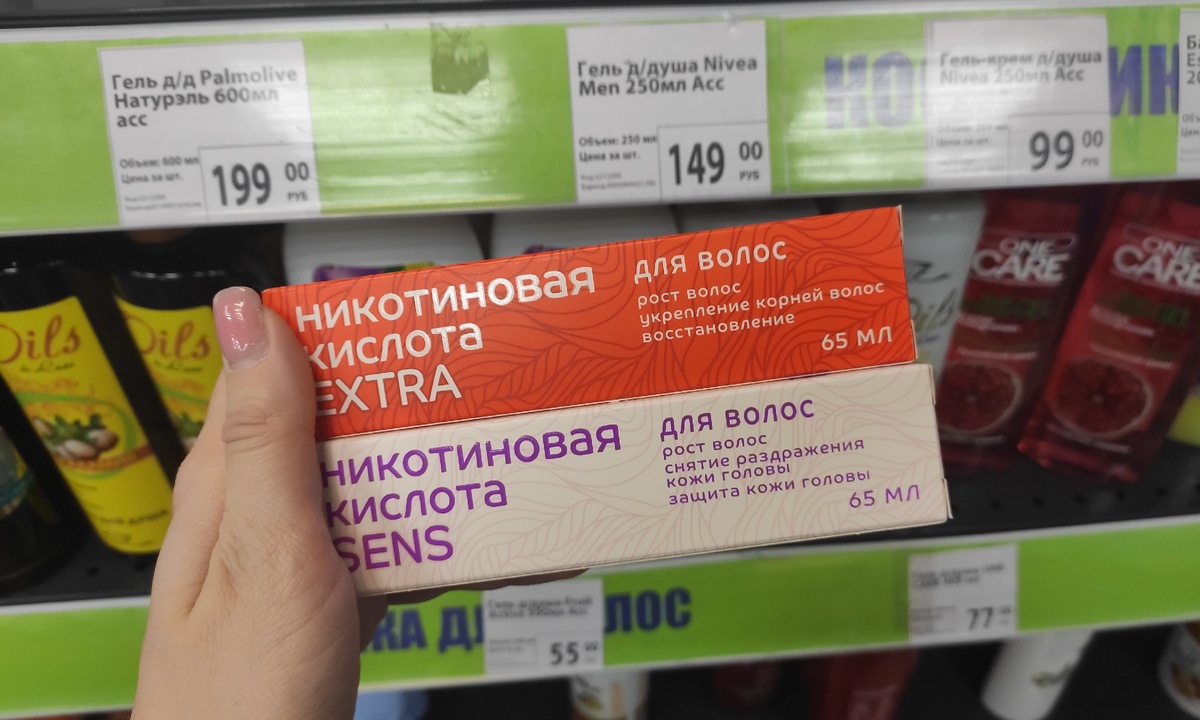 Гель д/д Palmolive
Натурэль 600мл
асс
Объем: 600 мл
Цена за шт.
199 00
РУБ
Гель д/душа Nivea
Men 250мл Асс
Объем: 250 мл
Цена за шт.
149 00
РУБ
Гель-крем д/душа
Nivea 250мл Асс
Цена за шт.
99 00
РУБ
Oils
Oils
ONE
CARE
ONE
CARE
НИКОТИНОВАЯ
КИСЛОТА
EXTRA
ДЛЯ ВОЛОС
рост волос
укрепление корней волос
восстановление
65 МЛ
НИКОТИНОВАЯ
КИСЛОТА
SENS
ДЛЯ ВОЛОС
рост волос
снятие раздражения
кожи головы
защита кожи головы
65 МЛ
55
77